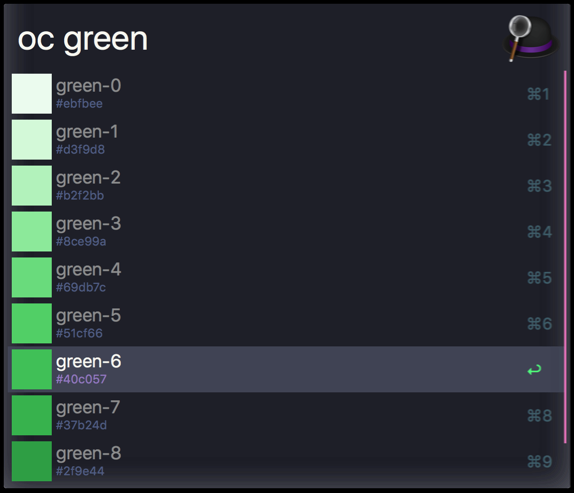 oc green
green-0
#ebfbee
⌘1
green-1
#d3f9d8
⌘2
green-2
#b2f2bb
⌘3
green-3
#8ce99a
⌘4
green-4
#69db7c
⌘5
green-5
#51cf66
⌘6
green-6
#40c057
↩
green-7
#37b24d
⌘8
green-8
#2f9e44
⌘9